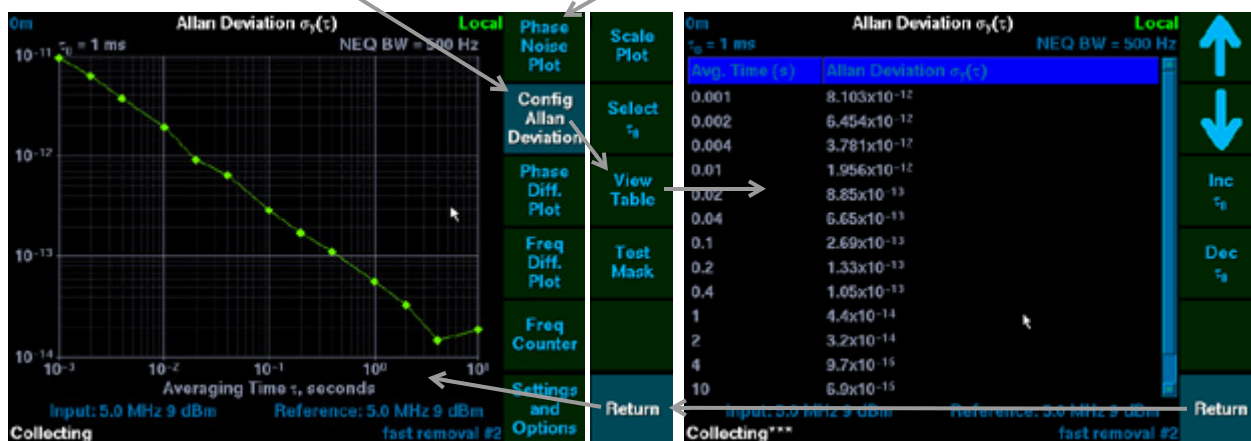 0m
Allan Deviation σy(τ)
Local
τ0 = 1 ms
NEQ BW = 500 Hz
10-11
10-12
10-13
10-14
10-3
10-2
10-1
100
101
Averaging Time τ, seconds
Input: 5.0 MHz 9 dBm
Reference: 5.0 MHz 9 dBm
Collecting
fast removal #2
Phase
Noise
Plot
Config
Allan
Deviation
Phase
Diff.
Plot
Freq
Diff.
Plot
Freq
Counter
Settings
and
Options
Scale
Plot
Select
τ0
View
Table
Test
Mask
Return
0m
Allan Deviation σy(τ)
Local
τ0 = 1 ms
NEQ BW = 500 Hz
Avg. Time (s) Allan Deviation σy(τ)
0.001 8.103x10-12
0.002 6.454x10-12
0.004 3.781x10-12
0.01 1.956x10-12
0.02 8.85x10-13
0.04 6.65x10-13
0.1 2.69x10-13
0.2 1.33x10-13
0.4 1.05x10-13
1 4.4x10-14
2 3.2x10-14
4 9.7x10-15
10 6.9x10-15
Input: 5.0 MHz 9 dBm
Reference: 5.0 MHz 9 dBm
Collecting***
fast removal #2
Inc
τ0
Dec
τ0
Return